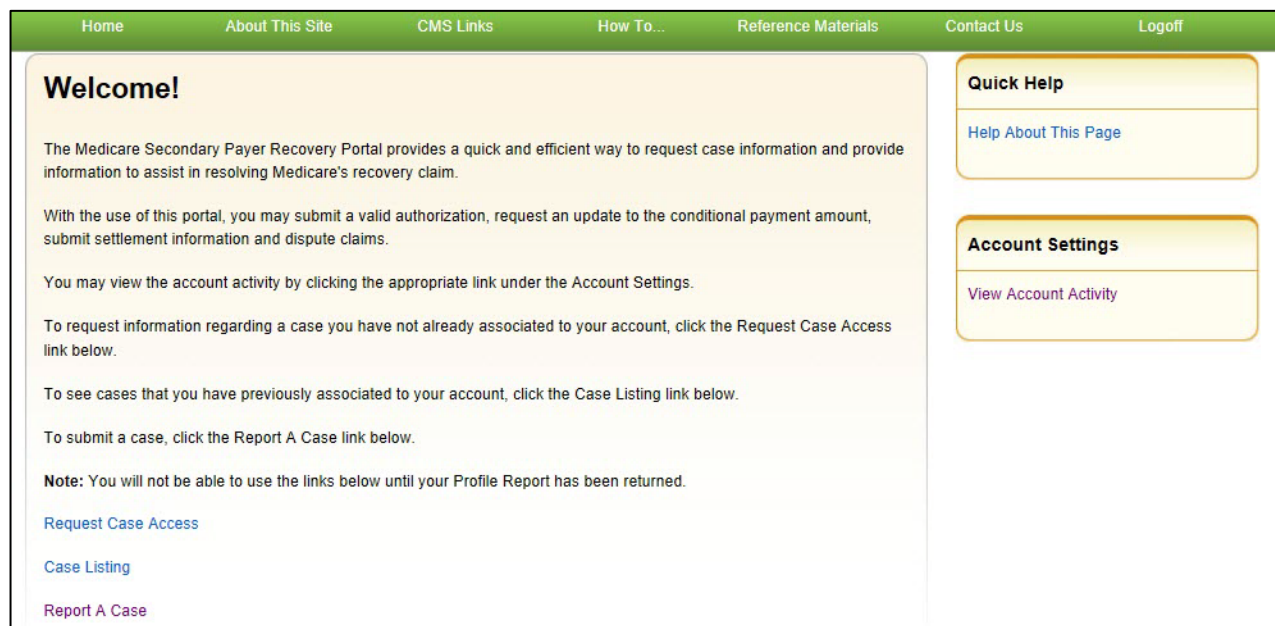 Home About This Site CMS Links How To... Reference Materials Contact Us Logoff
Welcome!
The Medicare Secondary Payer Recovery Portal provides a quick and efficient way to request case information and provide
information to assist in resolving Medicare's recovery claim.
With the use of this portal, you may submit a valid authorization, request an update to the conditional payment amount,
submit settlement information and dispute claims.
You may view the account activity by clicking the appropriate link under the Account Settings.
To request information regarding a case you have not already associated to your account, click the Request Case Access
link below.
To see cases that you have previously associated to your account, click the Case Listing link below.
To submit a case, click the Report A Case link below.
Note: You will not be able to use the links below until your Profile Report has been returned.
Request Case Access
Case Listing
Report A Case
Quick Help
Help About This Page
Account Settings
View Account Activity